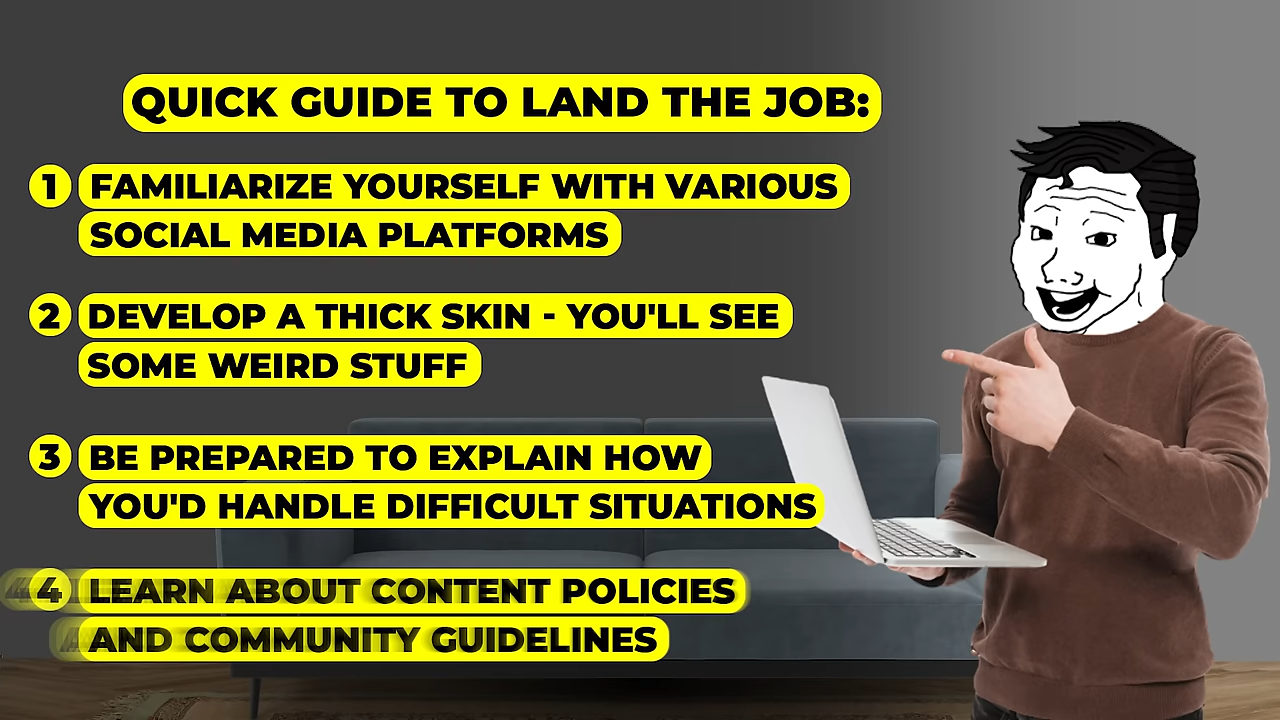 QUICK GUIDE TO LAND THE JOB:
1 FAMILIARIZE YOURSELF WITH VARIOUS
SOCIAL MEDIA PLATFORMS
2 DEVELOP A THICK SKIN - YOU'LL SEE
SOME WEIRD STUFF
3 BE PREPARED TO EXPLAIN HOW
YOU'D HANDLE DIFFICULT SITUATIONS
4 LEARN ABOUT CONTENT POLICIES
AND COMMUNITY GUIDELINES